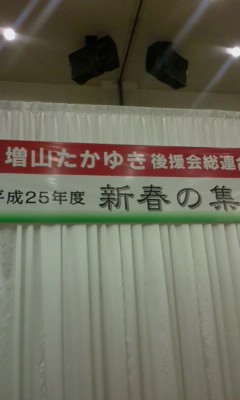 増山たかゆき後援会総連合
平成25年度 新春の集